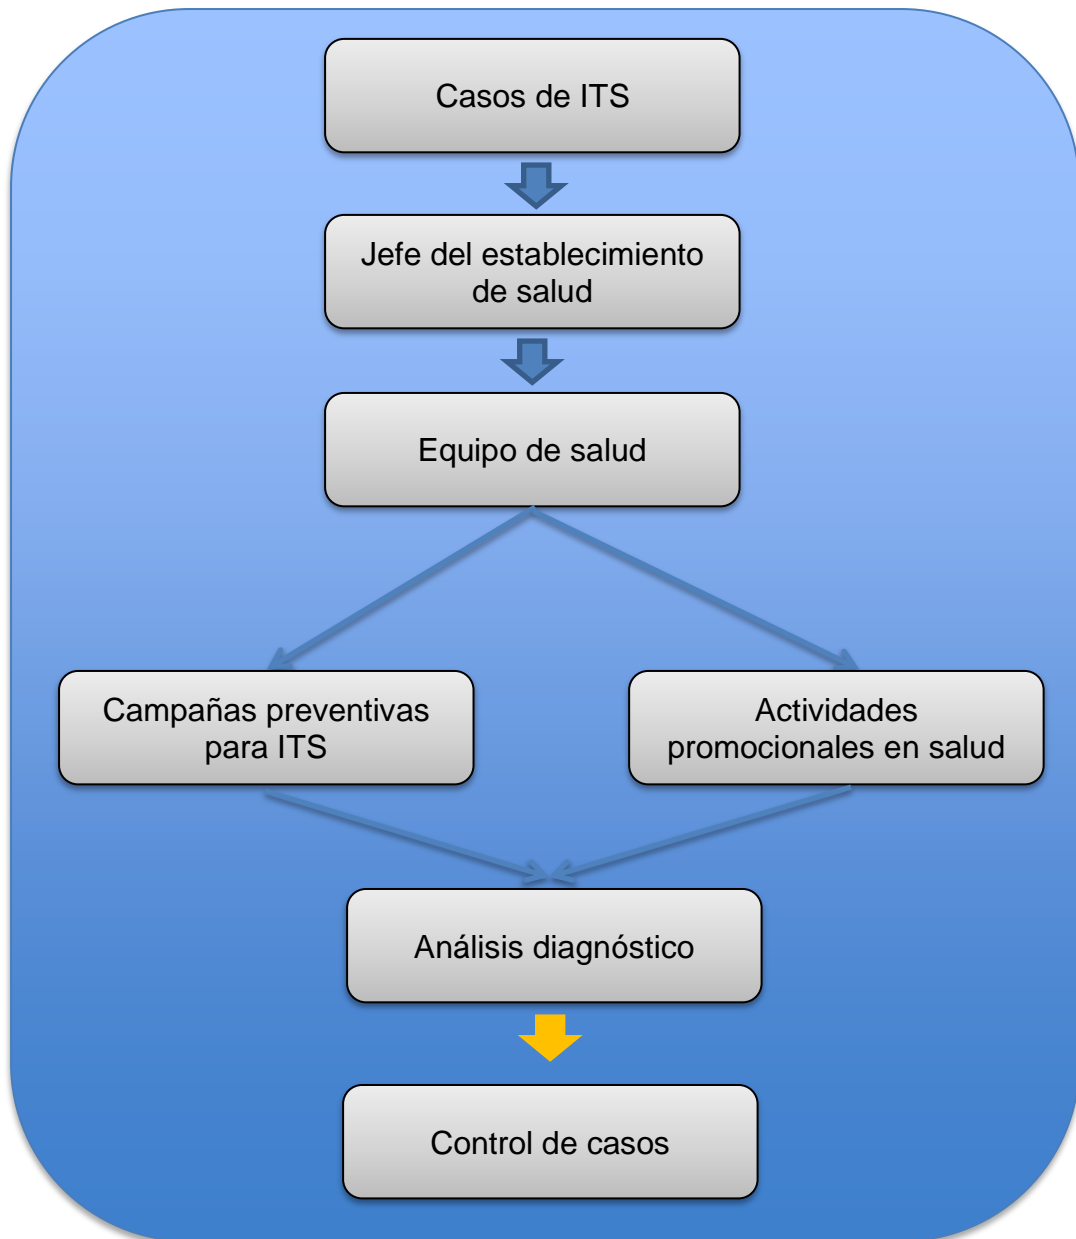 Casos de ITS
Jefe del establecimiento
de salud
Equipo de salud
Campañas preventivas
para ITS
Actividades
promocionales en salud
Análisis diagnóstico
Control de casos